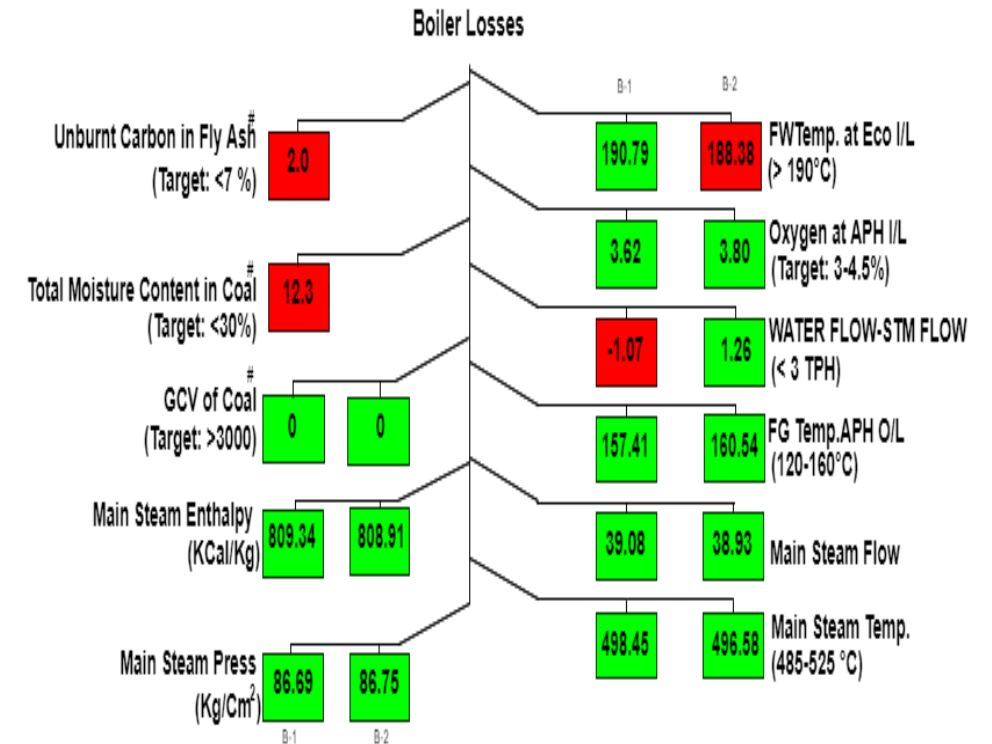 Boiler Losses
#
Unburnt Carbon in Fly Ash
(Target: <7 %)
2.0
#
Total Moisture Content in Coal
(Target: <30%)
12.3
#
GCV of Coal
(Target: >3000)
0 0
Main Steam Enthalpy
(KCal/Kg)
809.34 808.91
Main Steam Press
(Kg/Cm²)
86.69 86.75
B-1 B-2
B-1 B-2
190.79 188.38
FWTemp. at Eco I/L
(> 190°C)
3.62 3.80
Oxygen at APH I/L
(Target: 3-4.5%)
-1.07 1.26
WATER FLOW-STM FLOW
(< 3 TPH)
157.41 160.54
FG Temp.APH O/L
(120-160°C)
39.08 38.93
Main Steam Flow
498.45 496.58
Main Steam Temp.
(485-525 °C)